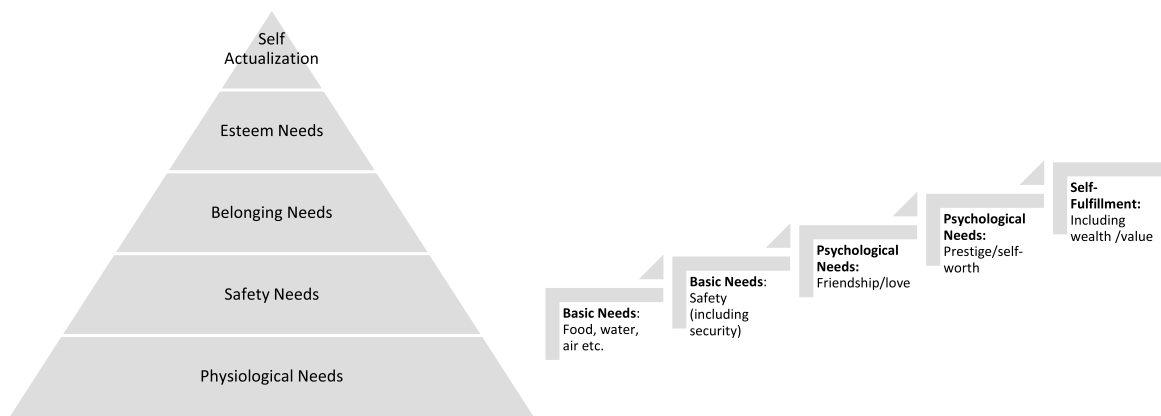 Self
Actualization
Esteem Needs
Belonging Needs
Safety Needs
Physiological Needs
Basic Needs:
Food, water,
air etc.
Basic Needs:
Safety
(including
security)
Psychological
Needs:
Friendship/love
Psychological
Needs:
Prestige/self-
worth
Self-
Fulfillment:
Including
wealth /value